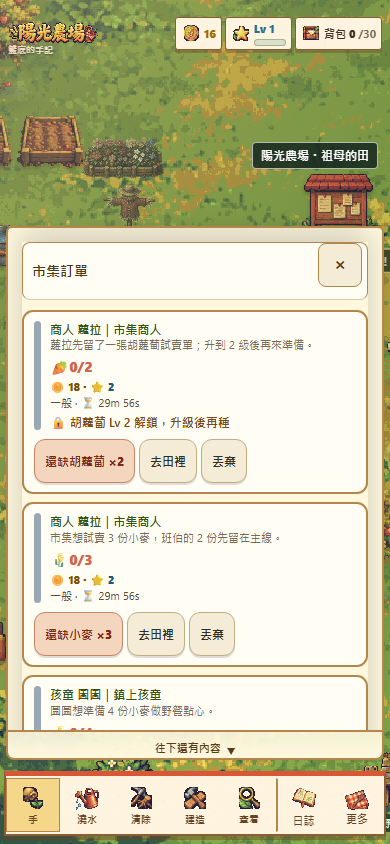 陽光農場
籃底的手記
16
Lv 1
背包 0 /30
陽光農場・祖母的田
市集訂單
×
商人 蘿拉 | 市集商人
蘿拉先留了一張胡蘿蔔試賣單；升到 2 級後再來準備。
0/2
18 · 2
一般 · 29m 56s
胡蘿蔔 Lv 2 解鎖，升級後再種
還缺胡蘿蔔 ×2
去田裡
丟棄
商人 蘿拉 | 市集商人
市集想試賣 3 份小麥，班伯的 2 份先留在主線。
0/3
18 · 2
一般 · 29m 56s
還缺小麥 ×3
去田裡
丟棄
孩童 圓圓 | 鎮上孩童
圓圓想準備 4 份小麥做野餐點心。
往下還有內容 ▼
手
澆水
清除
建造
查看
日誌
更多